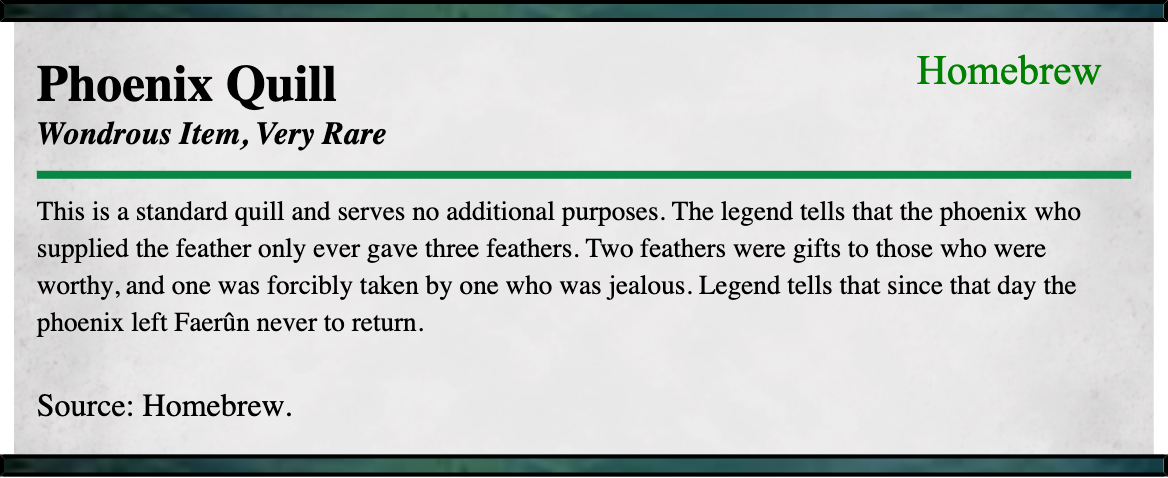 Phoenix Quill
Homebrew
Wondrous Item, Very Rare
This is a standard quill and serves no additional purposes. The legend tells that the phoenix who
supplied the feather only ever gave three feathers. Two feathers were gifts to those who were
worthy, and one was forcibly taken by one who was jealous. Legend tells that since that day the
phoenix left Faerûn never to return.
Source: Homebrew.